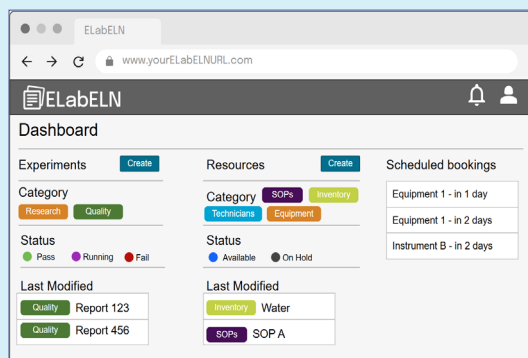 ELabELN
www.yourELabELNURL.com
ELabELN
Dashboard
Experiments
Create
Category
Research
Quality
Status
Pass
Running
Fail
Last Modified
Quality
Report 123
Quality
Report 456
Resources
Create
Category
SOPs
Inventory
Technicians
Equipment
Status
Available
On Hold
Last Modified
Inventory
Water
SOPs
SOP A
Scheduled bookings
Equipment 1 - in 1 day
Equipment 1 - in 2 days
Instrument B - in 2 days